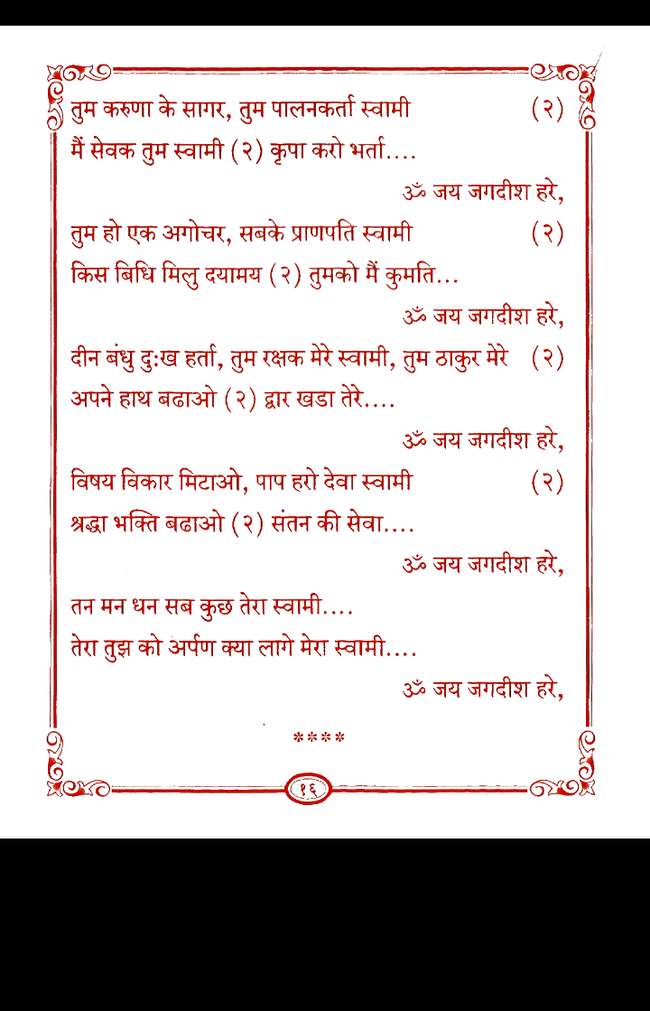 तुम करुणा के सागर, तुम पालनकर्ता स्वामी (२)
मैं सेवक तुम स्वामी (२) कृपा करो भर्ता....
ॐ जय जगदीश हरे,
तुम हो एक अगोचर, सबके प्राणपति स्वामी (२)
किस बिधि मिलु दयामय (२) तुमको मैं कुमति...
ॐ जय जगदीश हरे,
दीन बंधु दुःख हर्ता, तुम रक्षक मेरे स्वामी, तुम ठाकुर मेरे (२)
अपने हाथ बढाओ (२) द्वार खडा तेरे....
ॐ जय जगदीश हरे,
विषय विकार मिटाओ, पाप हरो देवा स्वामी (२)
श्रद्धा भक्ति बढाओ (२) संतन की सेवा....
ॐ जय जगदीश हरे,
तन मन धन सब कुछ तेरा स्वामी....
तेरा तुझ को अर्पण क्या लागे मेरा स्वामी....
ॐ जय जगदीश हरे,
****
१६